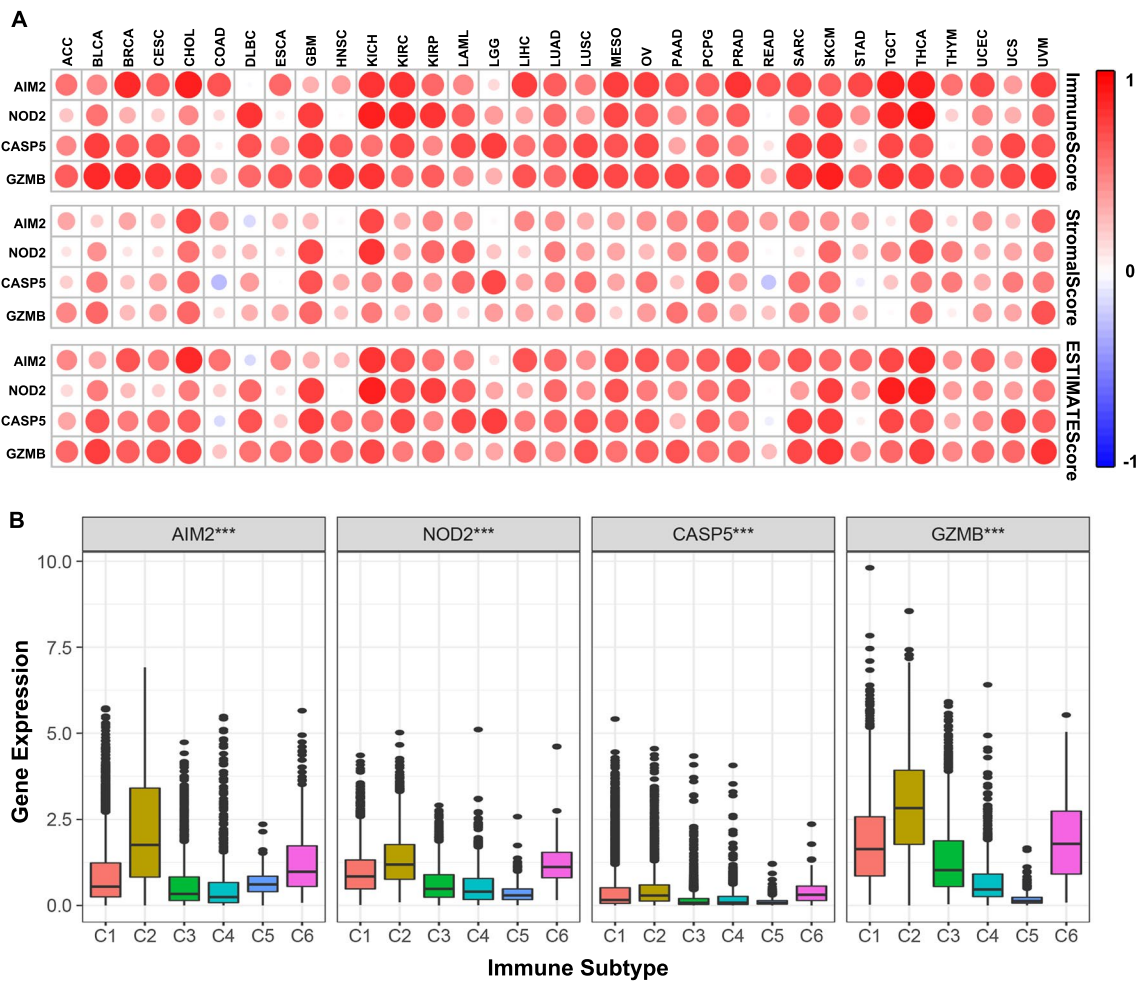 A
ACC BLCA BRCA CESC CHOL COAD DLBC ESCA GBM HNSC KICH KIRC KIRP LAML LGG LIHC LUAD LUSC MESO OV PAAD PCPG PRAD READ SARC SKCM STAD TGCT THCA THYM UCEC UCS UVM
AIM2
NOD2
CASP5
GZMB
ImmuneScore
AIM2
NOD2
CASP5
GZMB
StromalScore
AIM2
NOD2
CASP5
GZMB
ESTIMATEScore
1
0
-1
B
AIM2*** NOD2*** CASP5*** GZMB***
Gene Expression
10.0
7.5
5.0
2.5
0.0
C1 C2 C3 C4 C5 C6 C1 C2 C3 C4 C5 C6 C1 C2 C3 C4 C5 C6 C1 C2 C3 C4 C5 C6
Immune Subtype